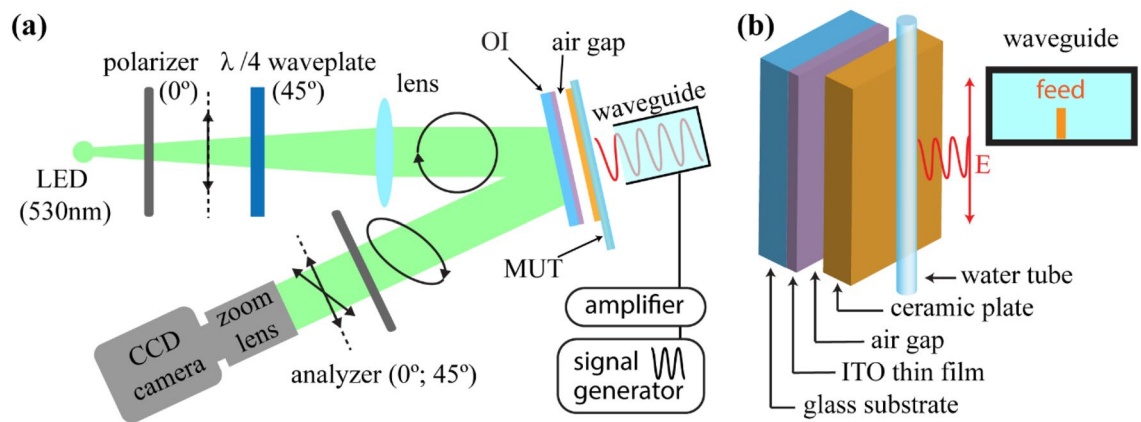 (a)
polarizer
(0º)
λ /4 waveplate
(45º)
lens
OI
air gap
waveguide
LED
(530nm)
MUT
CCD
camera
zoom
lens
analyzer (0º; 45º)
amplifier
signal
generator
(b)
waveguide
feed
E
water tube
ceramic plate
air gap
ITO thin film
glass substrate